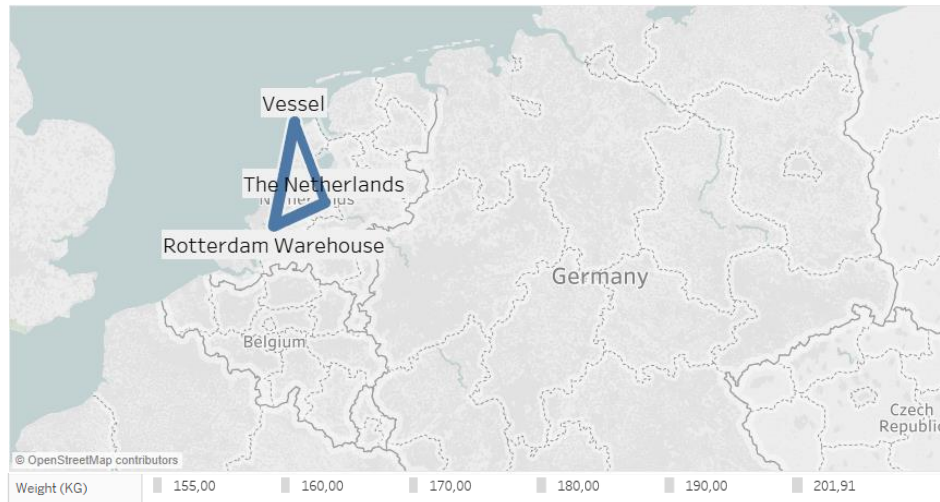 Vessel
The Netherlands
Netherlands
Rotterdam Warehouse
Germany
Belgium
Czech
Republic
© OpenStreetMap contributors
Weight (KG) 155,00 160,00 170,00 180,00 190,00 201,91